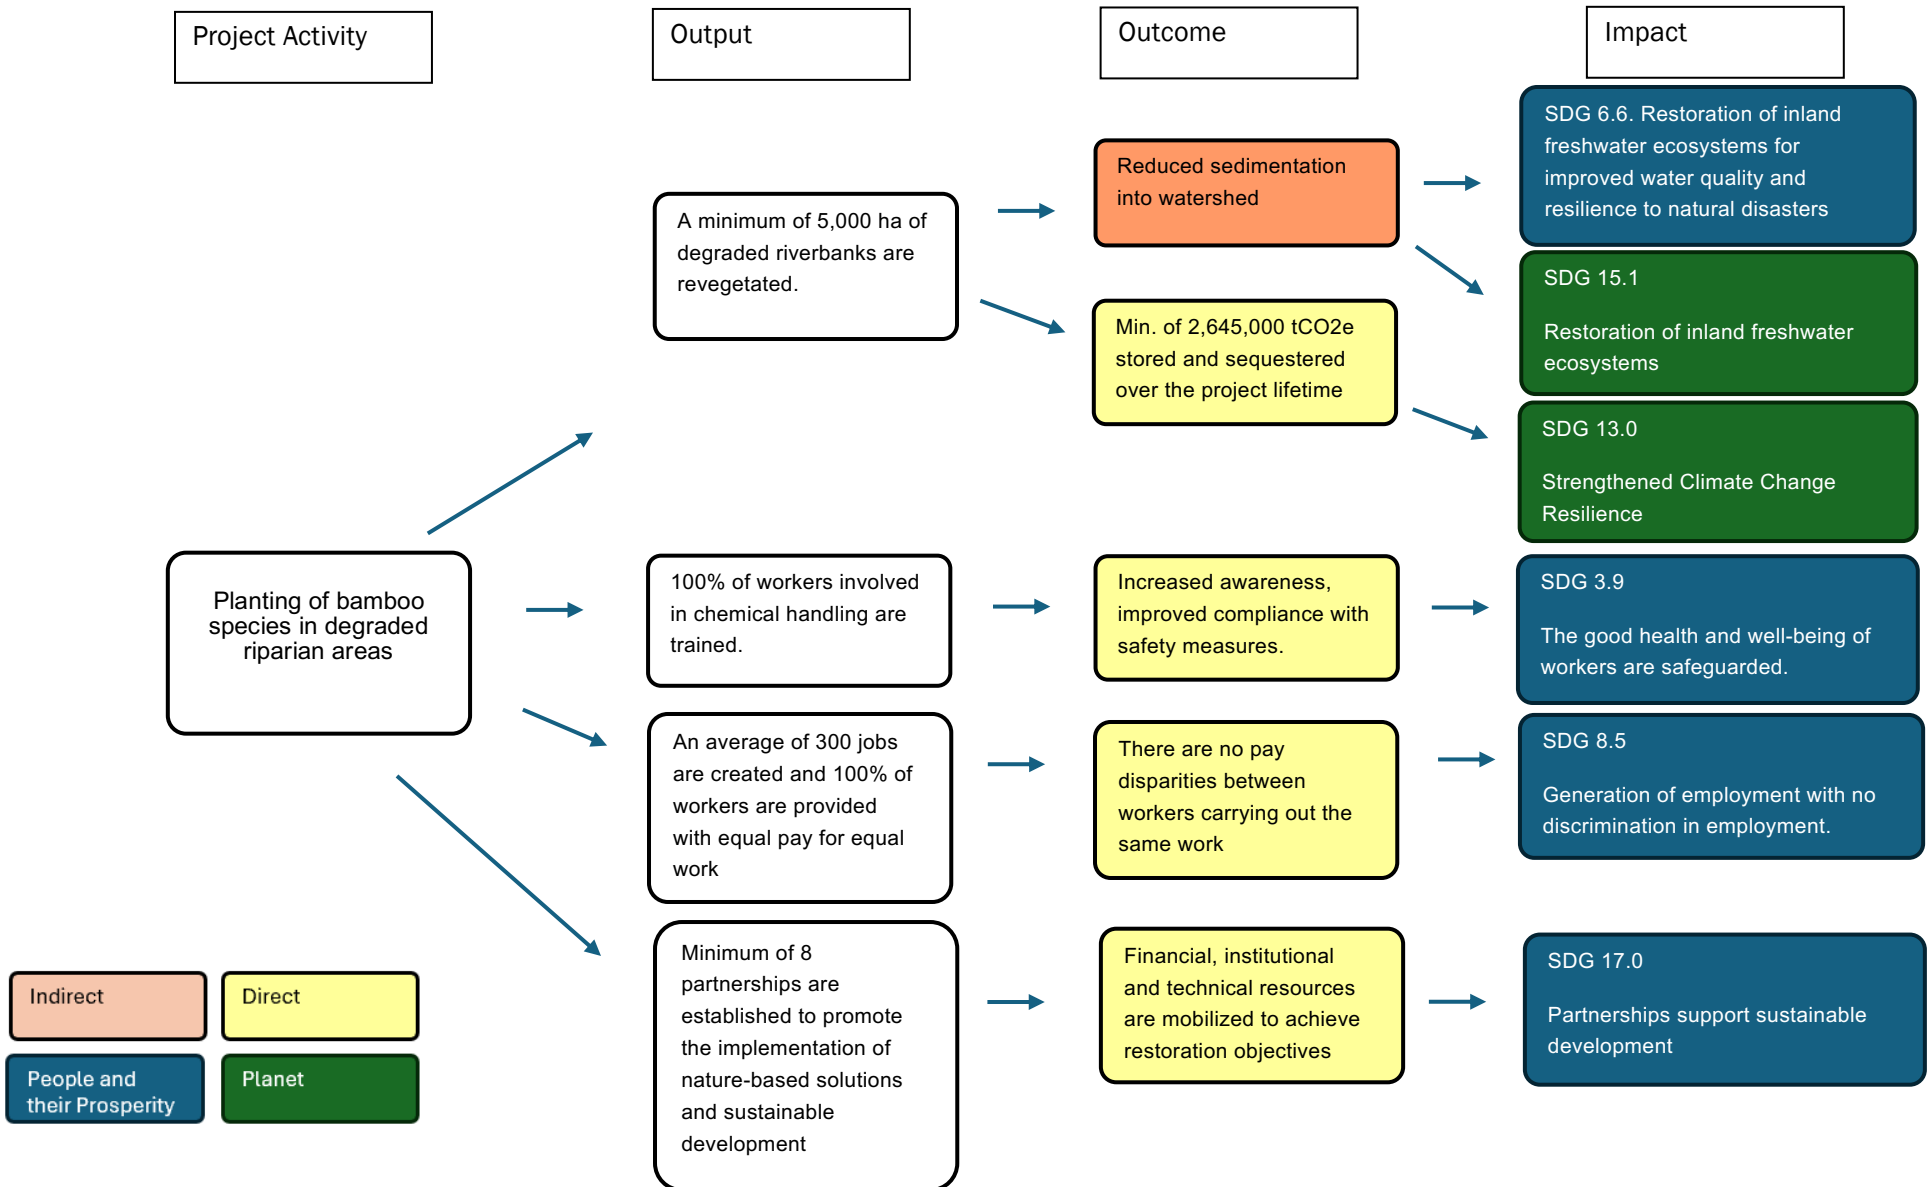 Project Activity
Output
Outcome
Impact
SDG 6.6. Restoration of inland
freshwater ecosystems for
improved water quality and
resilience to natural disasters
Reduced sedimentation
into watershed
A minimum of 5,000 ha of
degraded riverbanks are
revegetated.
SDG 15.1
Restoration of inland freshwater
ecosystems
Min. of 2,645,000 tCO2e
stored and sequestered
over the project lifetime
SDG 13.0
Strengthened Climate Change
Resilience
Planting of bamboo
species in degraded
riparian areas
100% of workers involved
in chemical handling are
trained.
Increased awareness,
improved compliance with
safety measures.
SDG 3.9
The good health and well-being of
workers are safeguarded.
An average of 300 jobs
are created and 100% of
workers are provided
with equal pay for equal
work
There are no pay
disparities between
workers carrying out the
same work
SDG 8.5
Generation of employment with no
discrimination in employment.
Minimum of 8
partnerships are
established to promote
the implementation of
nature-based solutions
and sustainable
development
Financial, institutional
and technical resources
are mobilized to achieve
restoration objectives
SDG 17.0
Partnerships support sustainable
development
Indirect
Direct
People and
their Prosperity
Planet